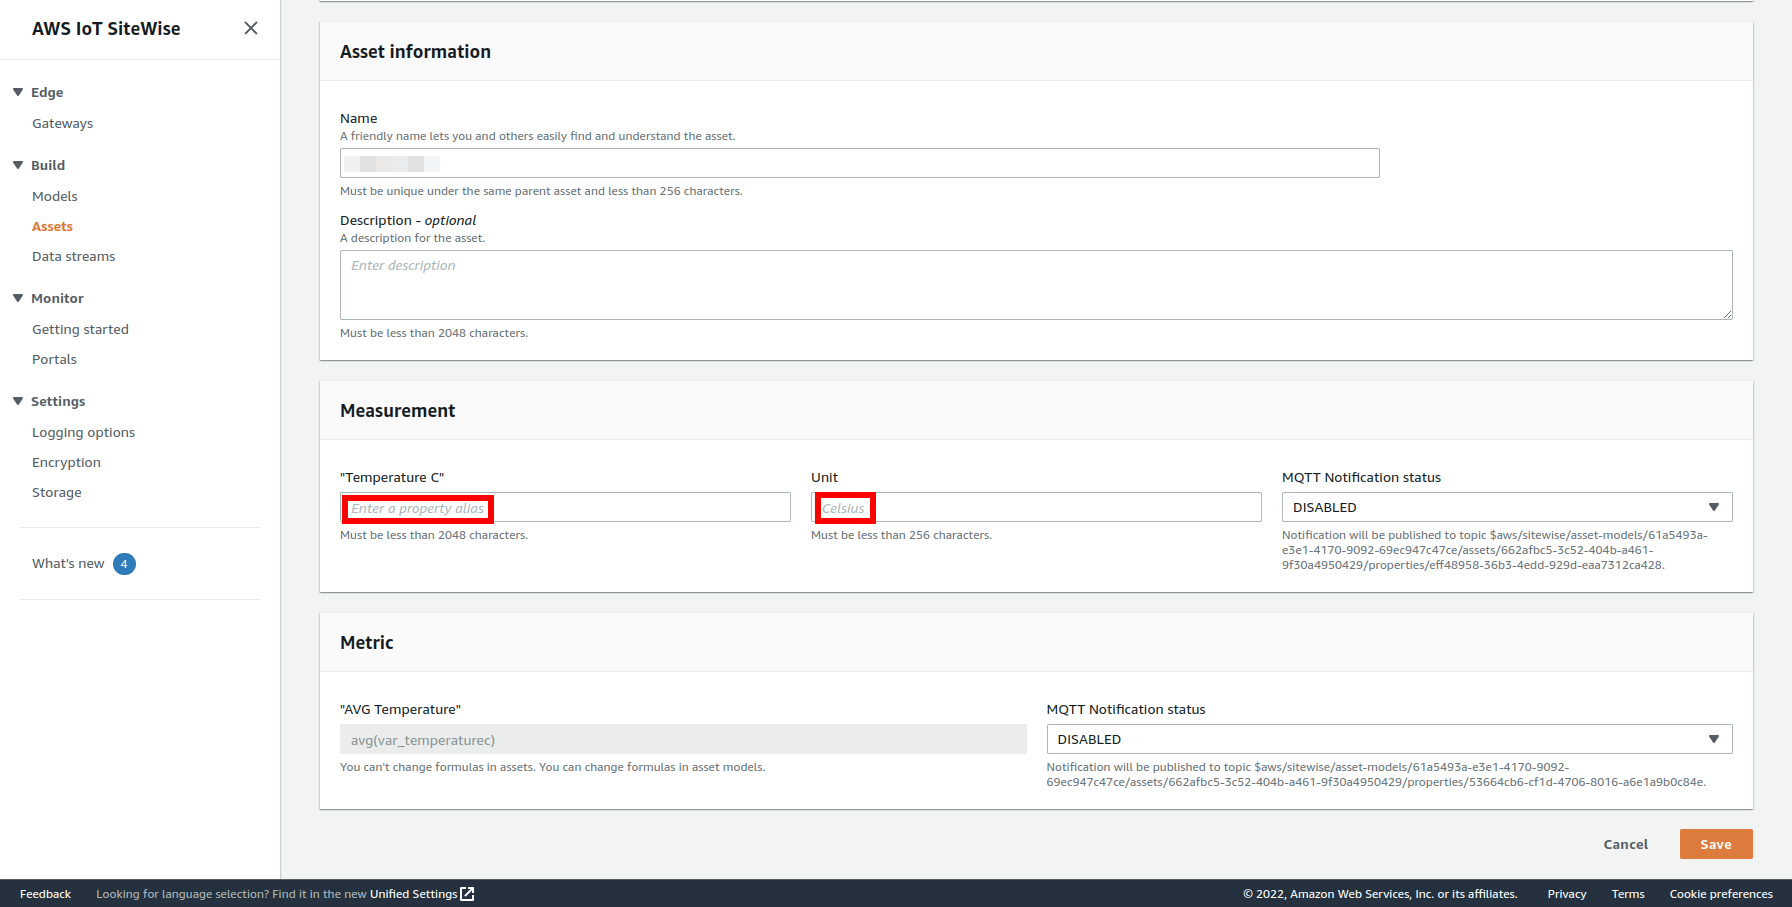 AWS IoT SiteWise
Edge
Gateways
Build
Models
Assets
Data streams
Monitor
Getting started
Portals
Settings
Logging options
Encryption
Storage
What's new 4
Asset information
Name
A friendly name lets you and others easily find and understand the asset.
Must be unique under the same parent asset and less than 256 characters.
Description - optional
A description for the asset.
Enter description
Must be less than 2048 characters.
Measurement
"Temperature C"
Enter a property alias
Must be less than 2048 characters.
Unit
Celsius
Must be less than 256 characters.
MQTT Notification status
DISABLED
Notification will be published to topic $aws/sitewise/asset-models/61a5493a-
e3e1-4170-9092-69ec947c47ce/assets/662afbc5-3c52-404b-a461-
9f30a4950429/properties/eff48958-36b3-4edd-929d-eaa7312ca428.
Metric
"AVG Temperature"
avg(var_temperaturec)
You can't change formulas in assets. You can change formulas in asset models.
MQTT Notification status
DISABLED
Notification will be published to topic $aws/sitewise/asset-models/61a5493a-e3e1-4170-9092-
69ec947c47ce/assets/662afbc5-3c52-404b-a461-9f30a4950429/properties/53664cb6-cf1d-4706-8016-a6e1a9b0c84e.
Cancel
Save
Feedback
Looking for language selection? Find it in the new Unified Settings
© 2022, Amazon Web Services, Inc. or its affiliates.
Privacy
Terms
Cookie preferences